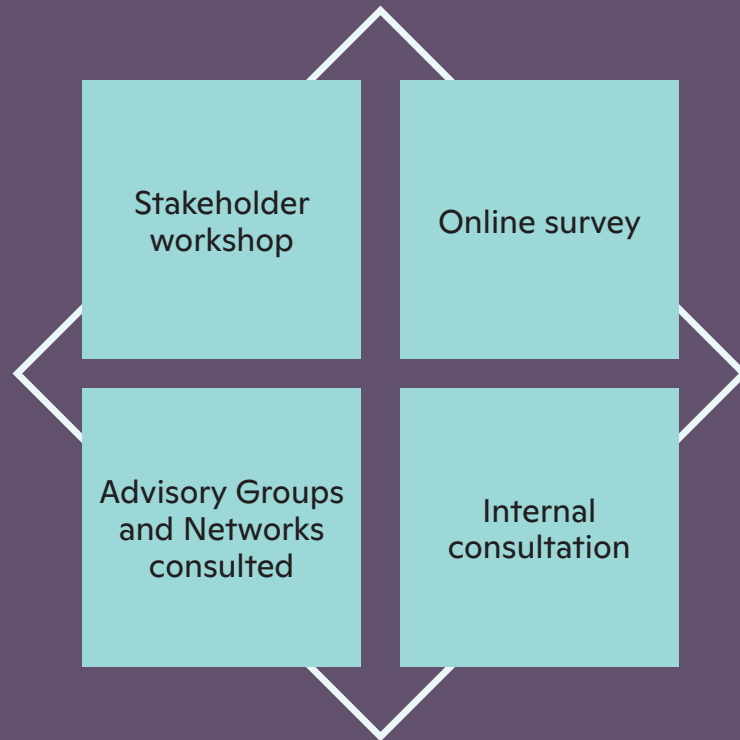 Stakeholder
workshop
Online survey
Advisory Groups
and Networks
consulted
Internal
consultation